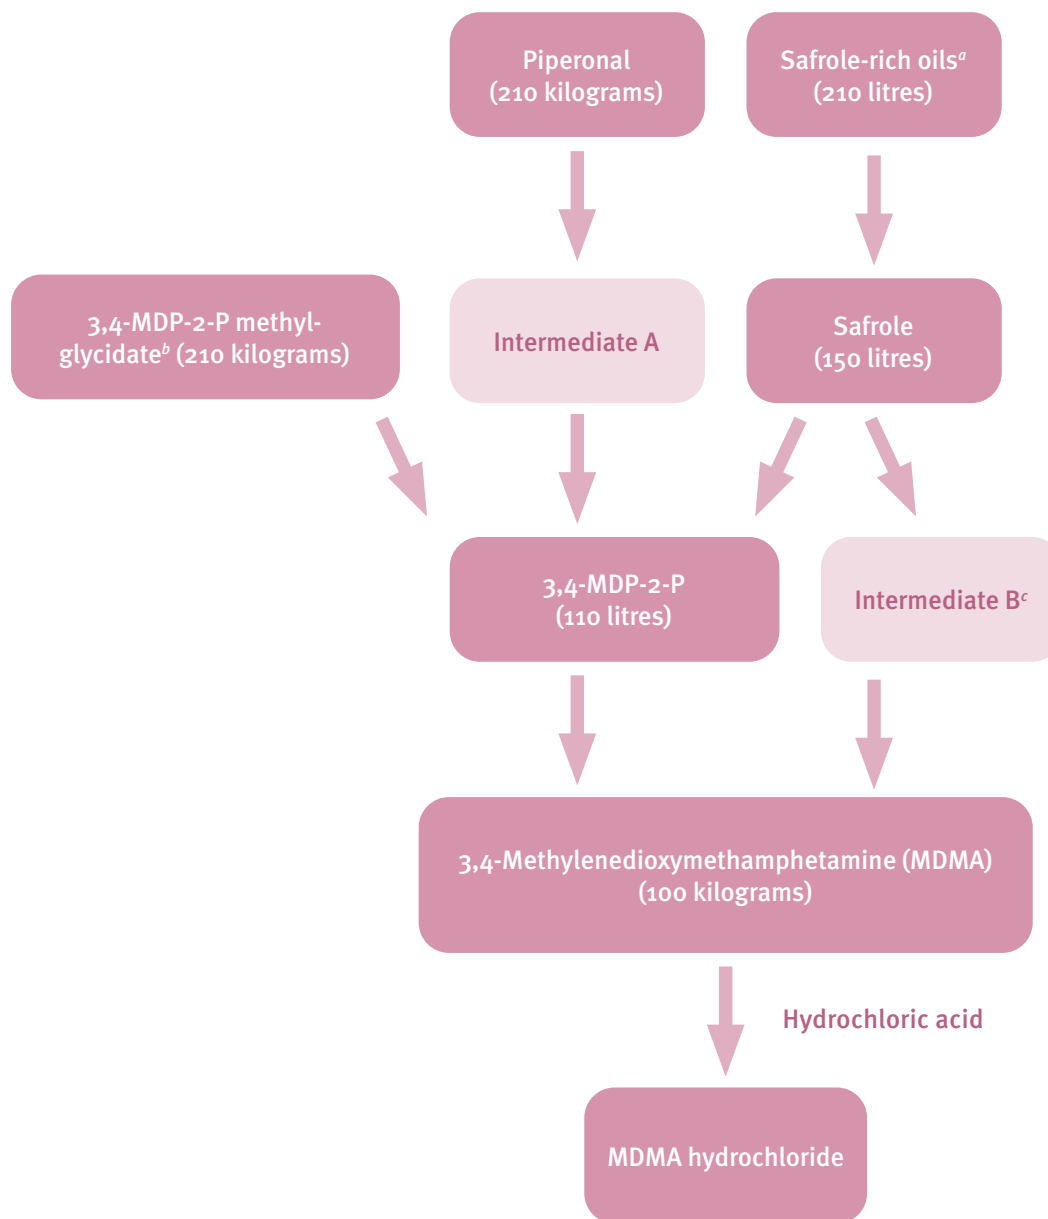 Piperonal
(210 kilograms)
Safrole-rich oilsᵃ
(210 litres)
3,4-MDP-2-P methyl-
glycidateᵇ (210 kilograms)
Intermediate A
Safrole
(150 litres)
3,4-MDP-2-P
(110 litres)
Intermediate Bᶜ
3,4-Methylenedioxymethamphetamine (MDMA)
(100 kilograms)
Hydrochloric acid
MDMA hydrochloride